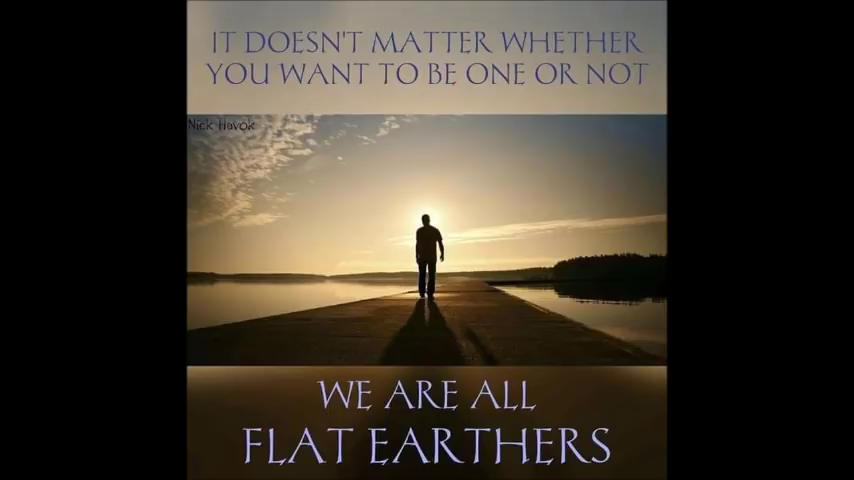 IT DOESN'T MATTER WHETHER
YOU WANT TO BE ONE OR NOT
Nick Havok
WE ARE ALL
FLAT EARTHERS